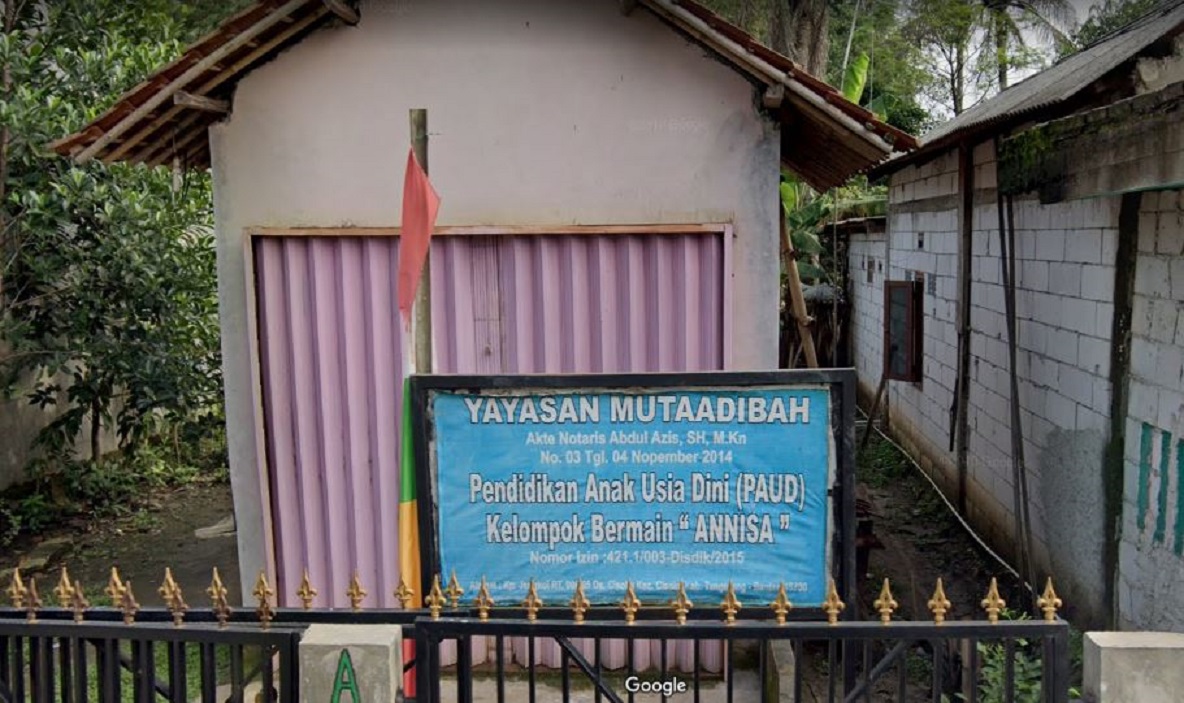 YAYASAN MUTAADIBAH
Akte Notaris Abdul Azis, SH, M.Kn
No. 03 Tgl. 04 Nopember 2014
Pendidikan Anak Usia Dini (PAUD)
Kelompok Bermain “ ANNISA ”
Nomor Izin :421.1/003-Disdik/2015
A
Google